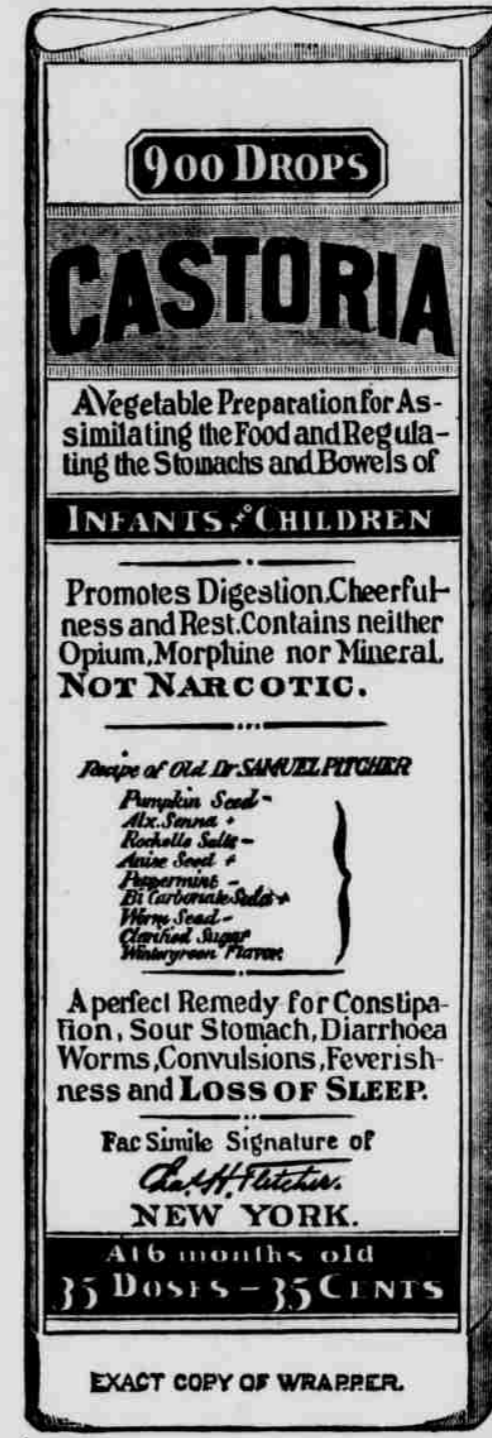 900 DROPS
CASTORIA
AVegetable Preparation for As-
similating the Food and Regula-
ting the Stomachs and Bowels of
INFANTS AND CHILDREN
Promotes Digestion,Cheerful-
ness and Rest.Contains neither
Opium,Morphine nor Mineral.
NOT NARCOTIC.
Recipe of Old Dr SAMUEL PITCHER
Pumpkin Seed -
Alx.Senna +
Rochelle Salts -
Anise Seed +
Peppermint -
Bi Carbonate Soda +
Worm Seed -
Clarified Sugar
Wintergreen Flavor
A perfect Remedy for Constipa-
tion, Sour Stomach,Diarrhoea
Worms,Convulsions,Feverish-
ness and LOSS OF SLEEP.
Fac Simile Signature of
Chas. H. Fletcher.
NEW YORK.
At 6 months old
35 DOSES – 35 CENTS
EXACT COPY OF WRAPPER.